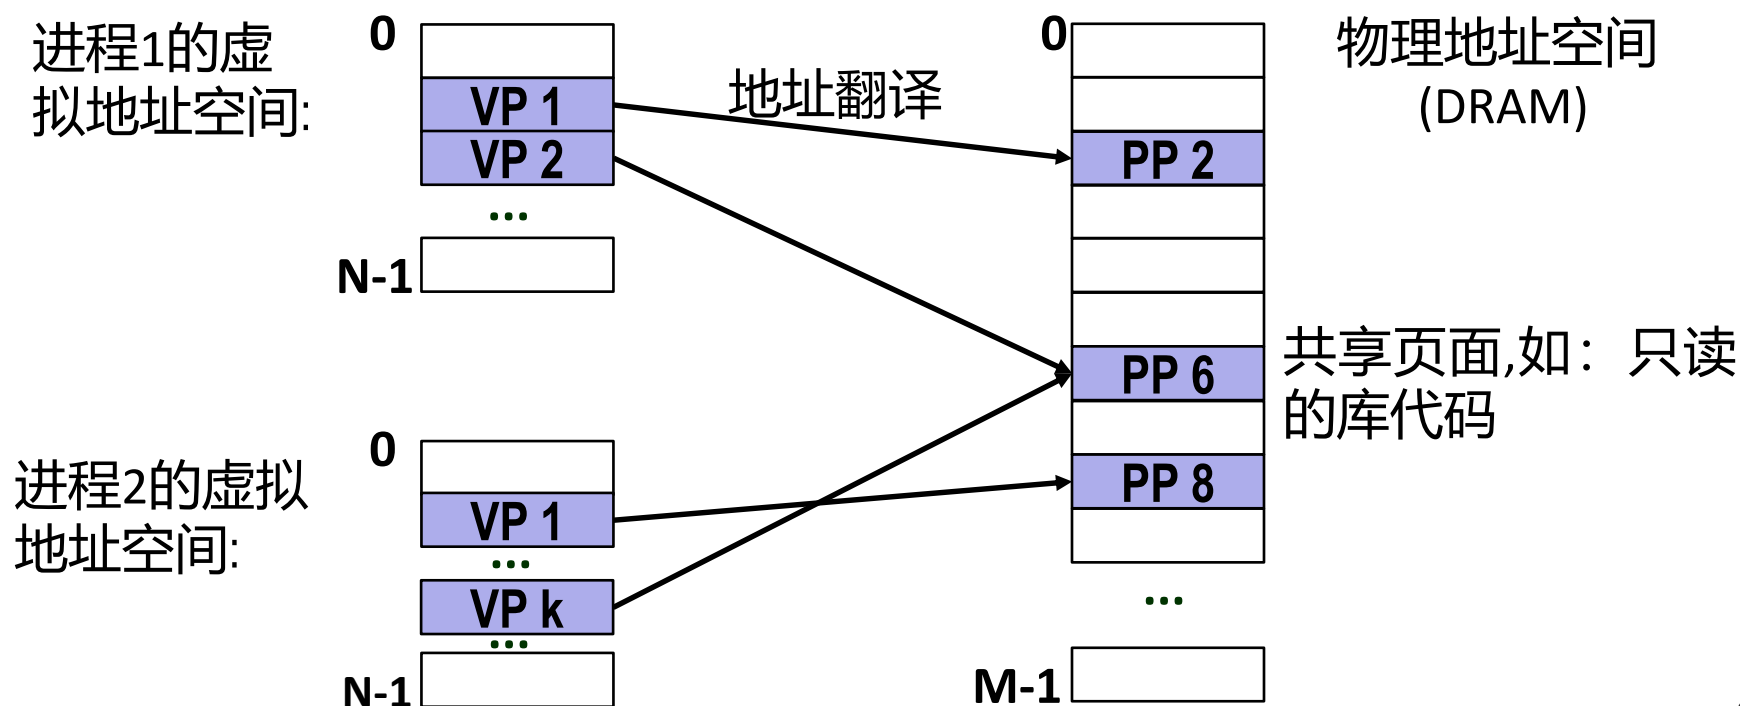 进程1的虚
拟地址空间:
0
VP 1
VP 2
...
N-1
地址翻译
0
物理地址空间
(DRAM)
PP 2
PP 6
共享页面,如：只读
的库代码
PP 8
...
M-1
进程2的虚拟
地址空间:
0
VP 1
...
VP k
...
N-1